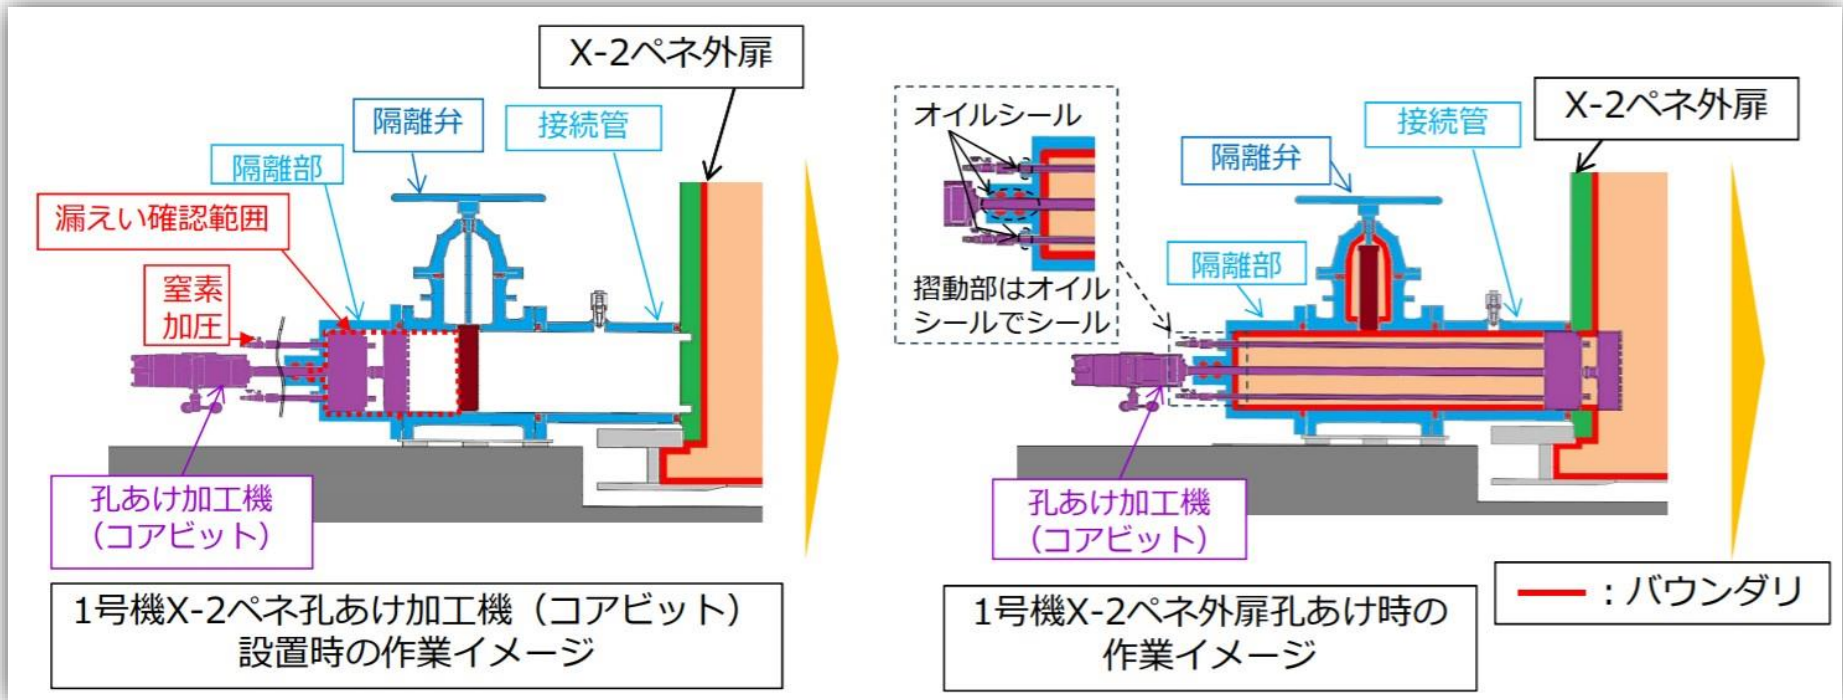 X-2ペネ外扉
隔離弁
接続管
隔離部
漏えい確認範囲
窒素
加圧
孔あけ加工機
（コアビット）
1号機X-2ペネ孔あけ加工機（コアビット）
設置時の作業イメージ
オイルシール
摺動部はオイル
シールでシール
X-2ペネ外扉
接続管
隔離弁
隔離部
孔あけ加工機
（コアビット）
1号機X-2ペネ外扉孔あけ時の
作業イメージ
：バウンダリ